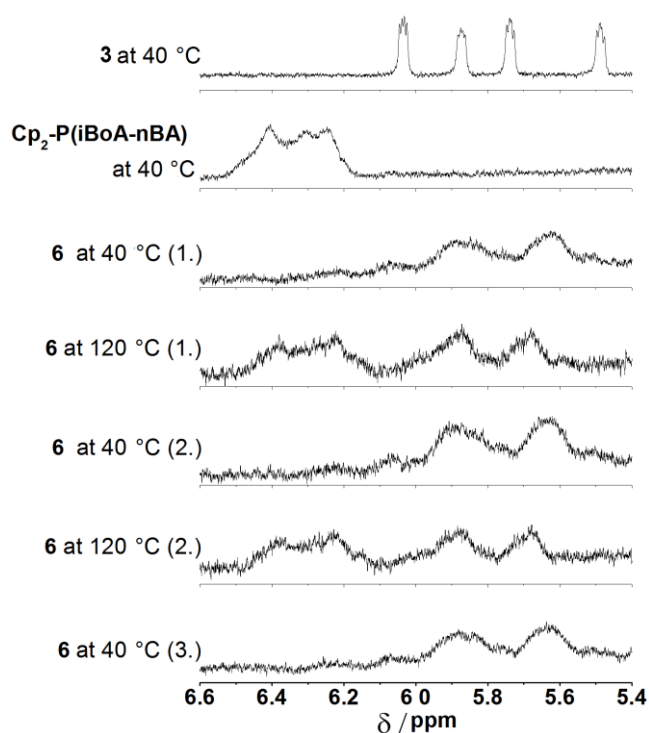 3 at 40 °C
Cp2-P(iBoA-nBA)
at 40 °C
6 at 40 °C (1.)
6 at 120 °C (1.)
6 at 40 °C (2.)
6 at 120 °C (2.)
6 at 40 °C (3.)
6.6 6.4 6.2 6 0 5.8 5.6 5.4
δ /ppm